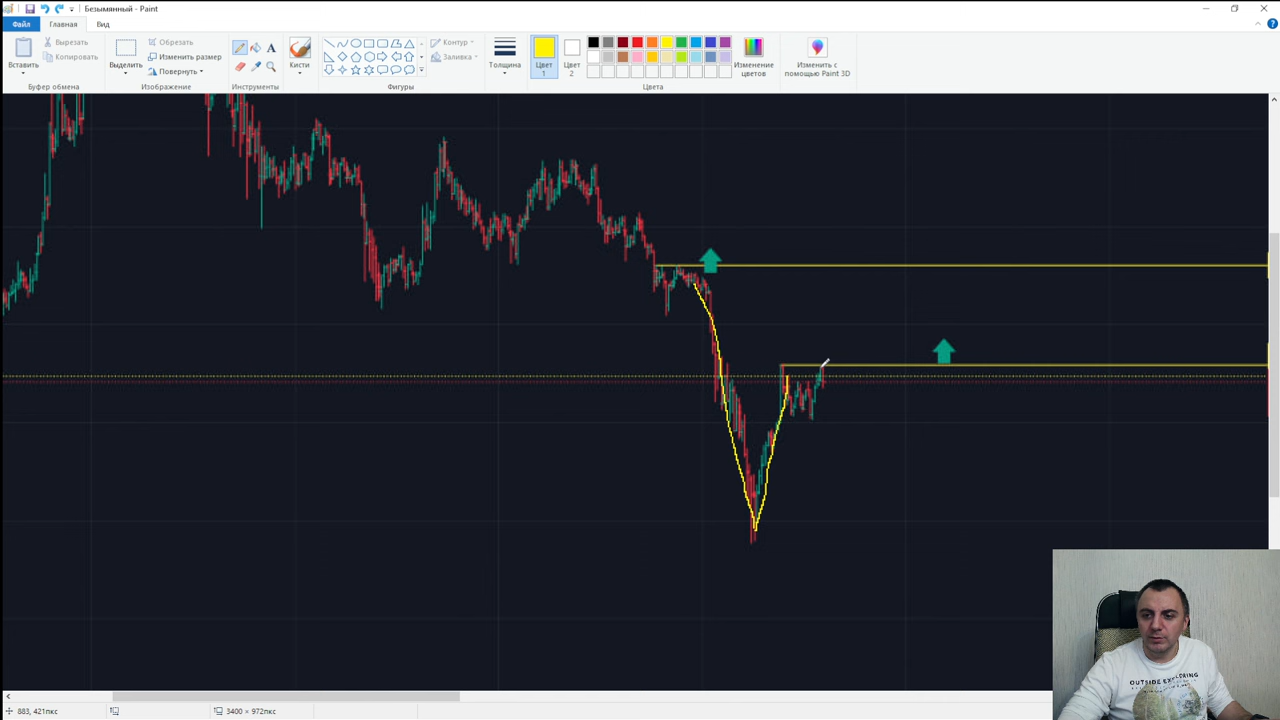 Безымянный - Paint
Файл
Главная
Вид
Вставить
Вырезать
Копировать
Буфер обмена
Выделить
Обрезать
Изменить размер
Повернуть
Изображение
A
Инструменты
Кисти
Контур
Заливка
Фигуры
Толщина
Цвет 1
Цвет 2
Цвета
Изменение цветов
Изменить с помощью Paint 3D
OUTSIDE EXPLORING
883, 421пкс
3400 × 972пкс